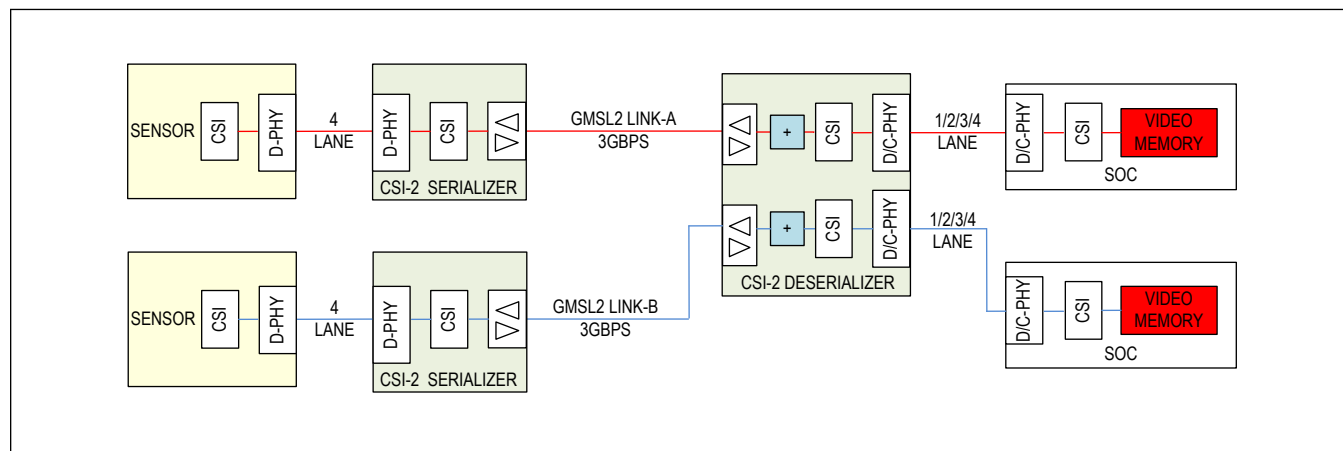 SENSOR
CSI
D-PHY
4
LANE
D-PHY
CSI
CSI-2 SERIALIZER
GMSL2 LINK-A
3GBPS
+
CSI
D/C-PHY
1/2/3/4
LANE
D/C-PHY
CSI
VIDEO
MEMORY
SOC
SENSOR
CSI
D-PHY
4
LANE
D-PHY
CSI
CSI-2 SERIALIZER
GMSL2 LINK-B
3GBPS
+
CSI
D/C-PHY
CSI-2 DESERIALIZER
1/2/3/4
LANE
D/C-PHY
CSI
VIDEO
MEMORY
SOC